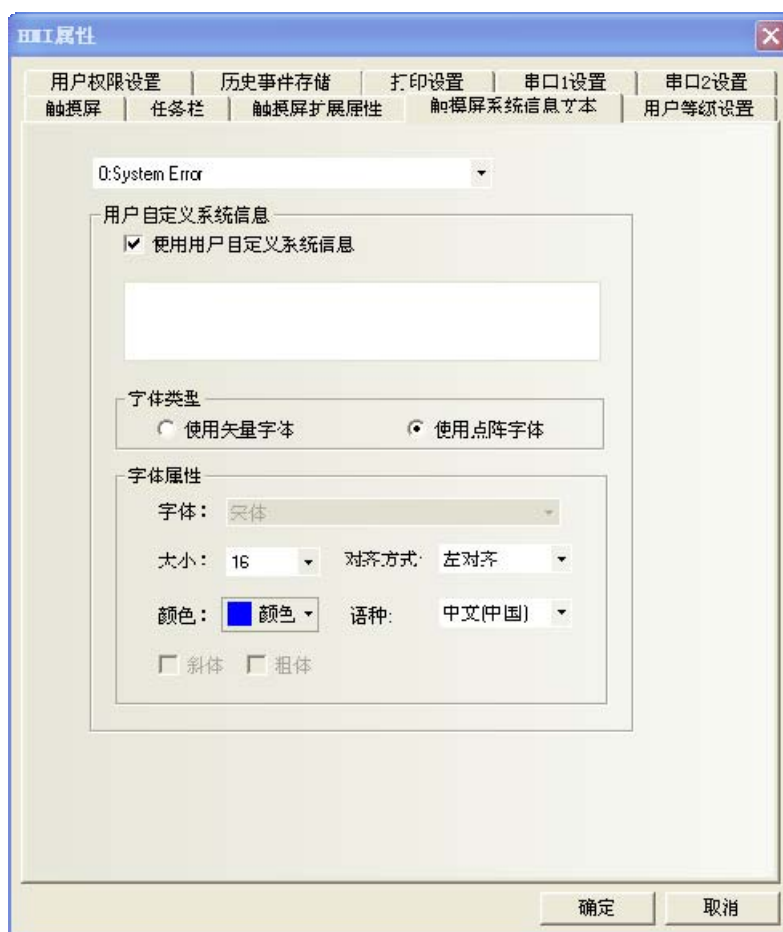 HMI属性
用户权限设置 历史事件存储 打印设置 串口1设置 串口2设置
触摸屏 任务栏 触摸屏扩展属性 触摸屏系统信息文本 用户等级设置
0:System Error
用户自定义系统信息
使用用户自定义系统信息
字体类型
使用矢量字体 使用点阵字体
字体属性
字体： 宋体
大小： 16 对齐方式: 左对齐
颜色： 颜色 语种: 中文(中国)
斜体 粗体
确定 取消